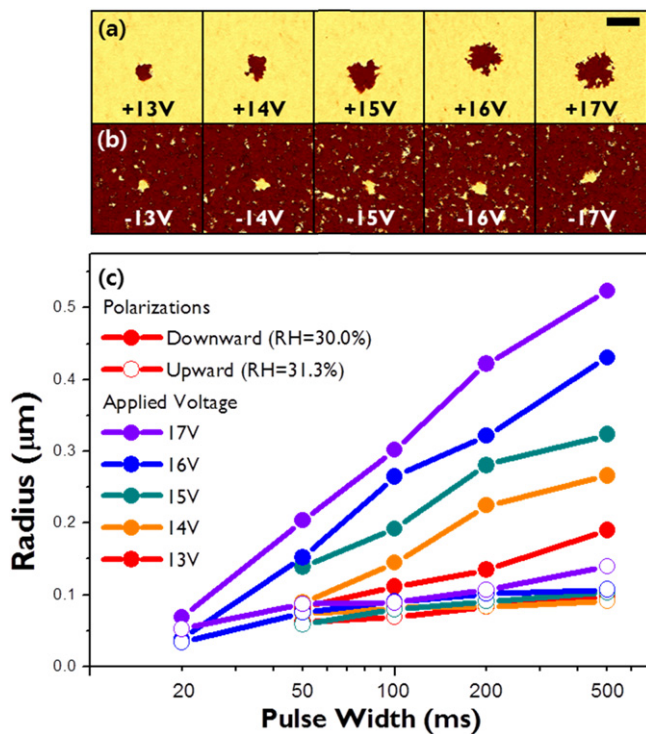 (a)
+13V +14V +15V +16V +17V
(b)
-13V -14V -15V -16V -17V
(c)
Polarizations
Downward (RH=30.0%)
Upward (RH=31.3%)
Applied Voltage
17V
16V
15V
14V
13V
0.5
0.4
0.3
0.2
0.1
0.0
Radius (μm)
20 50 100 200 500
Pulse Width (ms)